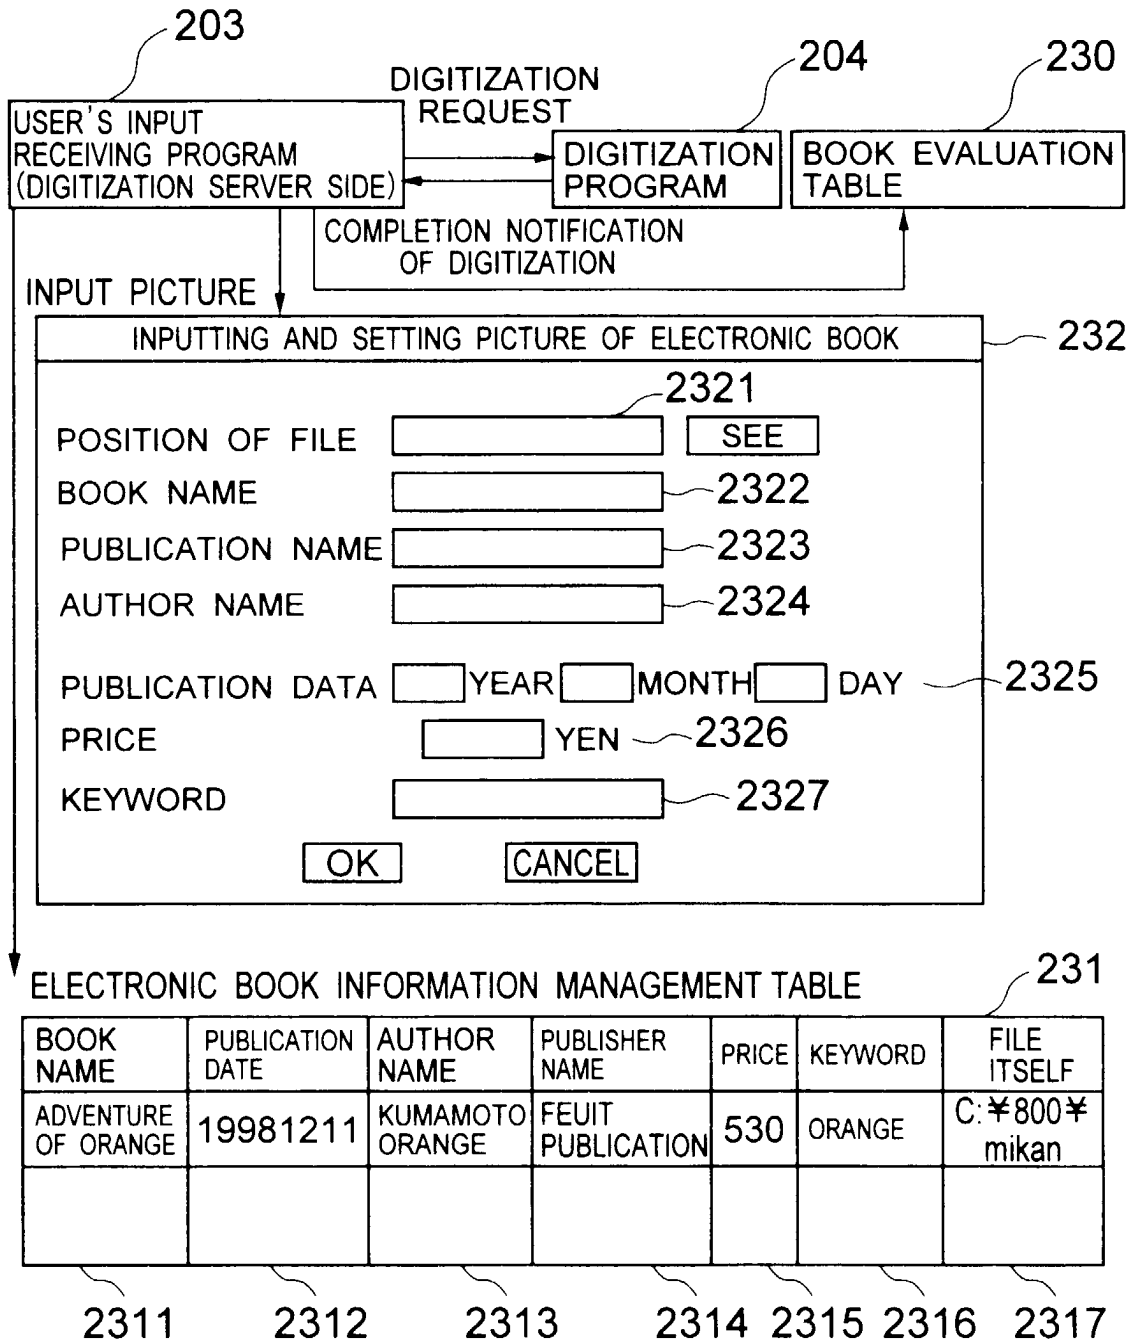 203
204
230
DIGITIZATION
REQUEST
USER'S INPUT
RECEIVING PROGRAM
(DIGITIZATION SERVER SIDE)
DIGITIZATION
PROGRAM
BOOK EVALUATION
TABLE
COMPLETION NOTIFICATION
OF DIGITIZATION
INPUT PICTURE
INPUTTING AND SETTING PICTURE OF ELECTRONIC BOOK
232
2321
POSITION OF FILE SEE
BOOK NAME 2322
PUBLICATION NAME 2323
AUTHOR NAME 2324
PUBLICATION DATA YEAR MONTH DAY 2325
PRICE YEN 2326
KEYWORD 2327
OK CANCEL
231
ELECTRONIC BOOK INFORMATION MANAGEMENT TABLE
BOOK
NAME
PUBLICATION
DATE
AUTHOR
NAME
PUBLISHER
NAME
PRICE
KEYWORD
FILE
ITSELF
ADVENTURE
OF ORANGE
19981211
KUMAMOTO
ORANGE
FEUIT
PUBLICATION
530
ORANGE
C:¥800¥
mikan
2311 2312 2313 2314 2315 2316 2317